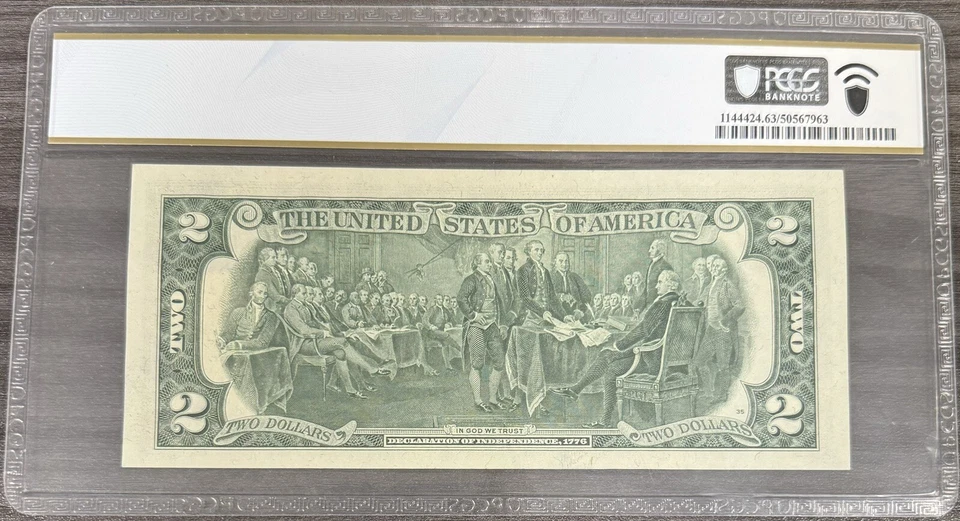 PCGS
BANKNOTE
1144424.63/50567963
2 THE UNITED STATES OF AMERICA 2
TWO TWO
35
2 TWO DOLLARS IN GOD WE TRUST TWO DOLLARS 2
DECLARATION OF INDEPENDENCE, 1776